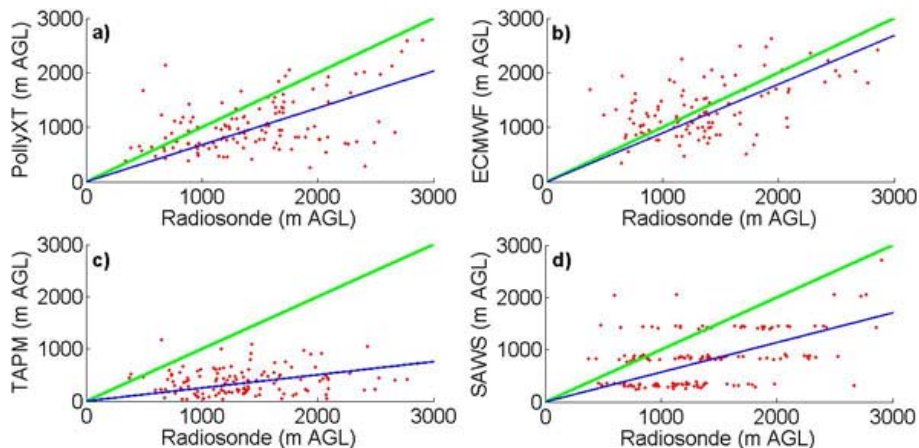 a)
PollyXT (m AGL)
3000
2000
1000
0
0 1000 2000 3000
Radiosonde (m AGL)
b)
ECMWF (m AGL)
3000
2000
1000
0
0 1000 2000 3000
Radiosonde (m AGL)
c)
TAPM (m AGL)
3000
2000
1000
0
0 1000 2000 3000
Radiosonde (m AGL)
d)
SAWS (m AGL)
3000
2000
1000
0
0 1000 2000 3000
Radiosonde (m AGL)